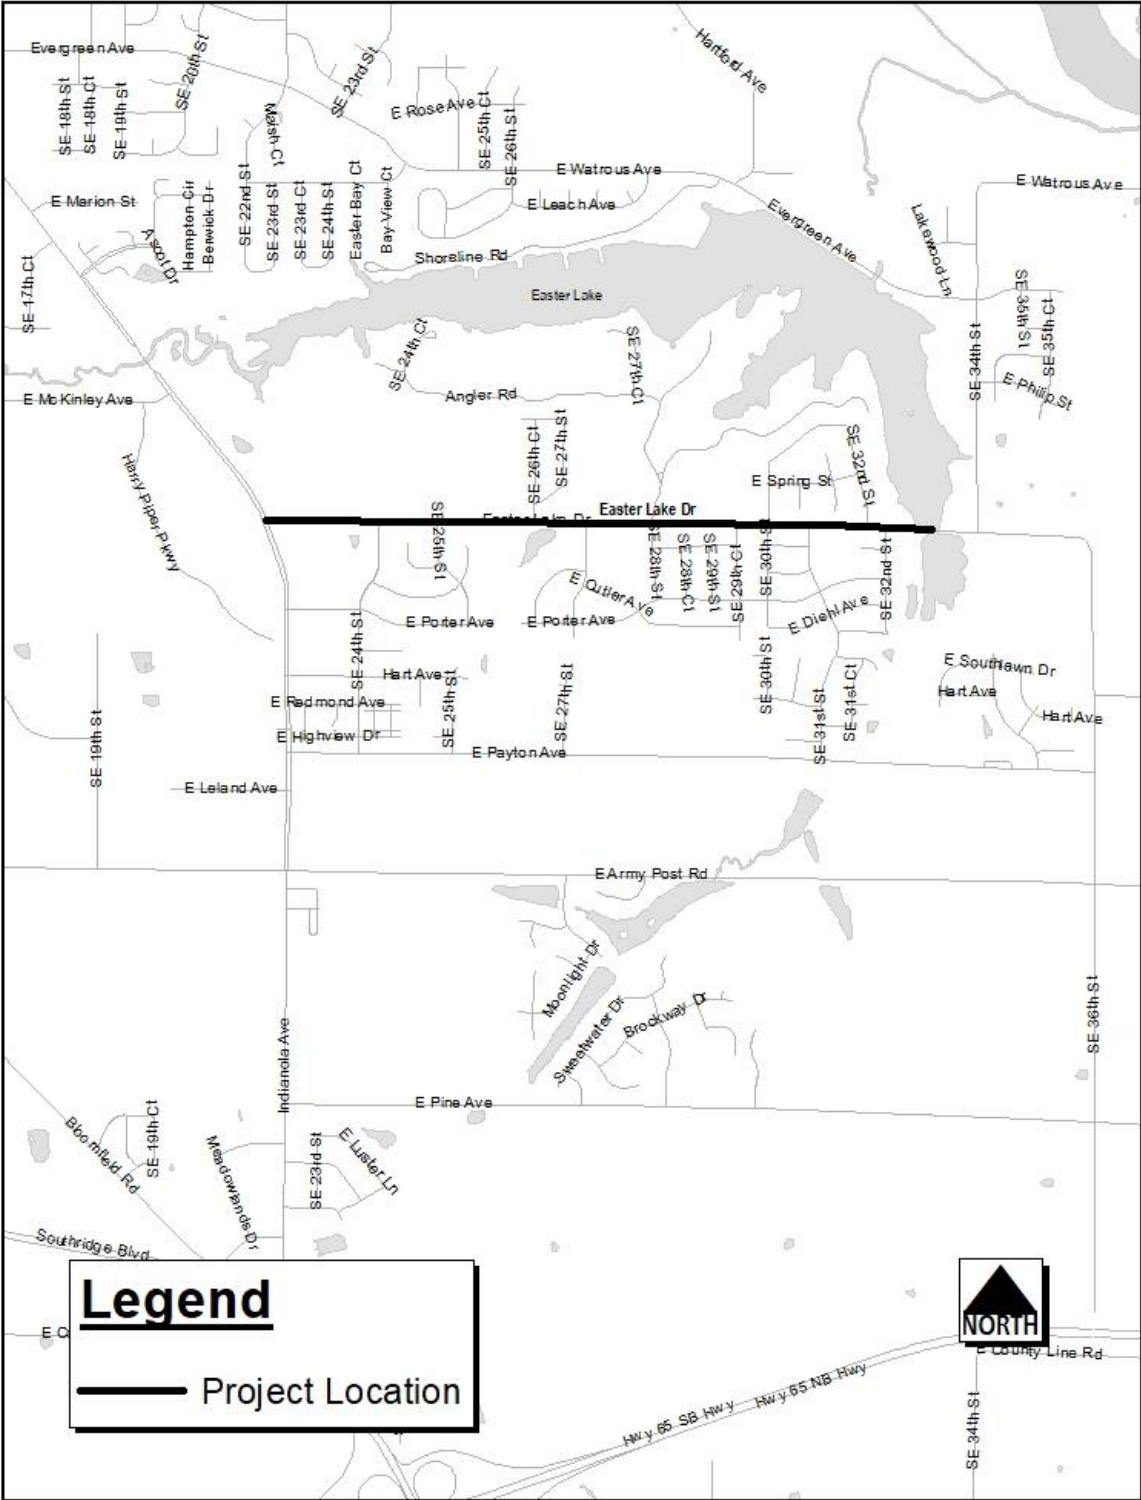 Evergreen Ave
SE 18th St
SE 18th Ct
SE 19th St
SE 20th St
SE 23rd St
Hartford Ave
E Rose Ave
SE 25th Ct
SE 26th St
E Watrous Ave
E Watrous Ave
E Marion St
Ascot Dr
Hampton Cir
Berwick Dr
SE 22nd St
SE 23rd St
SE 23rd Ct
SE 24th St
Easter Bay Ct
Bay View Ct
E Leach Ave
Evergreen Ave
Lakewood Ln
Shoreline Rd
SE 17th Ct
Easter Lake
SE 24th Ct
SE 27th Ct
SE 34th St
SE 35th St
SE 35th Ct
E Philip St
E McKinley Ave
Angler Rd
Harry Piper Pkwy
SE 26th Ct
SE 27th St
SE 32nd St
E Spring St
Easter Lake Dr
Easter Lake Dr
SE 25th St
SE 28th St
SE 28th Ct
SE 29th St
SE 29th Ct
SE 30th St
SE 32nd St
E Cutler Ave
E Diehl Ave
E Porter Ave
E Porter Ave
SE 24th St
Hart Ave
E Redmond Ave
SE 25th St
SE 27th St
SE 30th St
SE 31st St
SE 31st Ct
E Southlawn Dr
Hart Ave
Hart Ave
SE 19th St
E Highview Dr
E Payton Ave
E Leland Ave
E Army Post Rd
Moonlight Dr
Sweetwater Dr
Brockway Dr
SE 36th St
Indianola Ave
E Pine Ave
Bloomfield Rd
SE 19th Ct
Meadowlands Dr
SE 23rd St
E Luster Ln
Southridge Blvd
Legend
Project Location
NORTH
E County Line Rd
Hwy 65 SB Hwy
Hwy 65 NB Hwy
SE 34th St